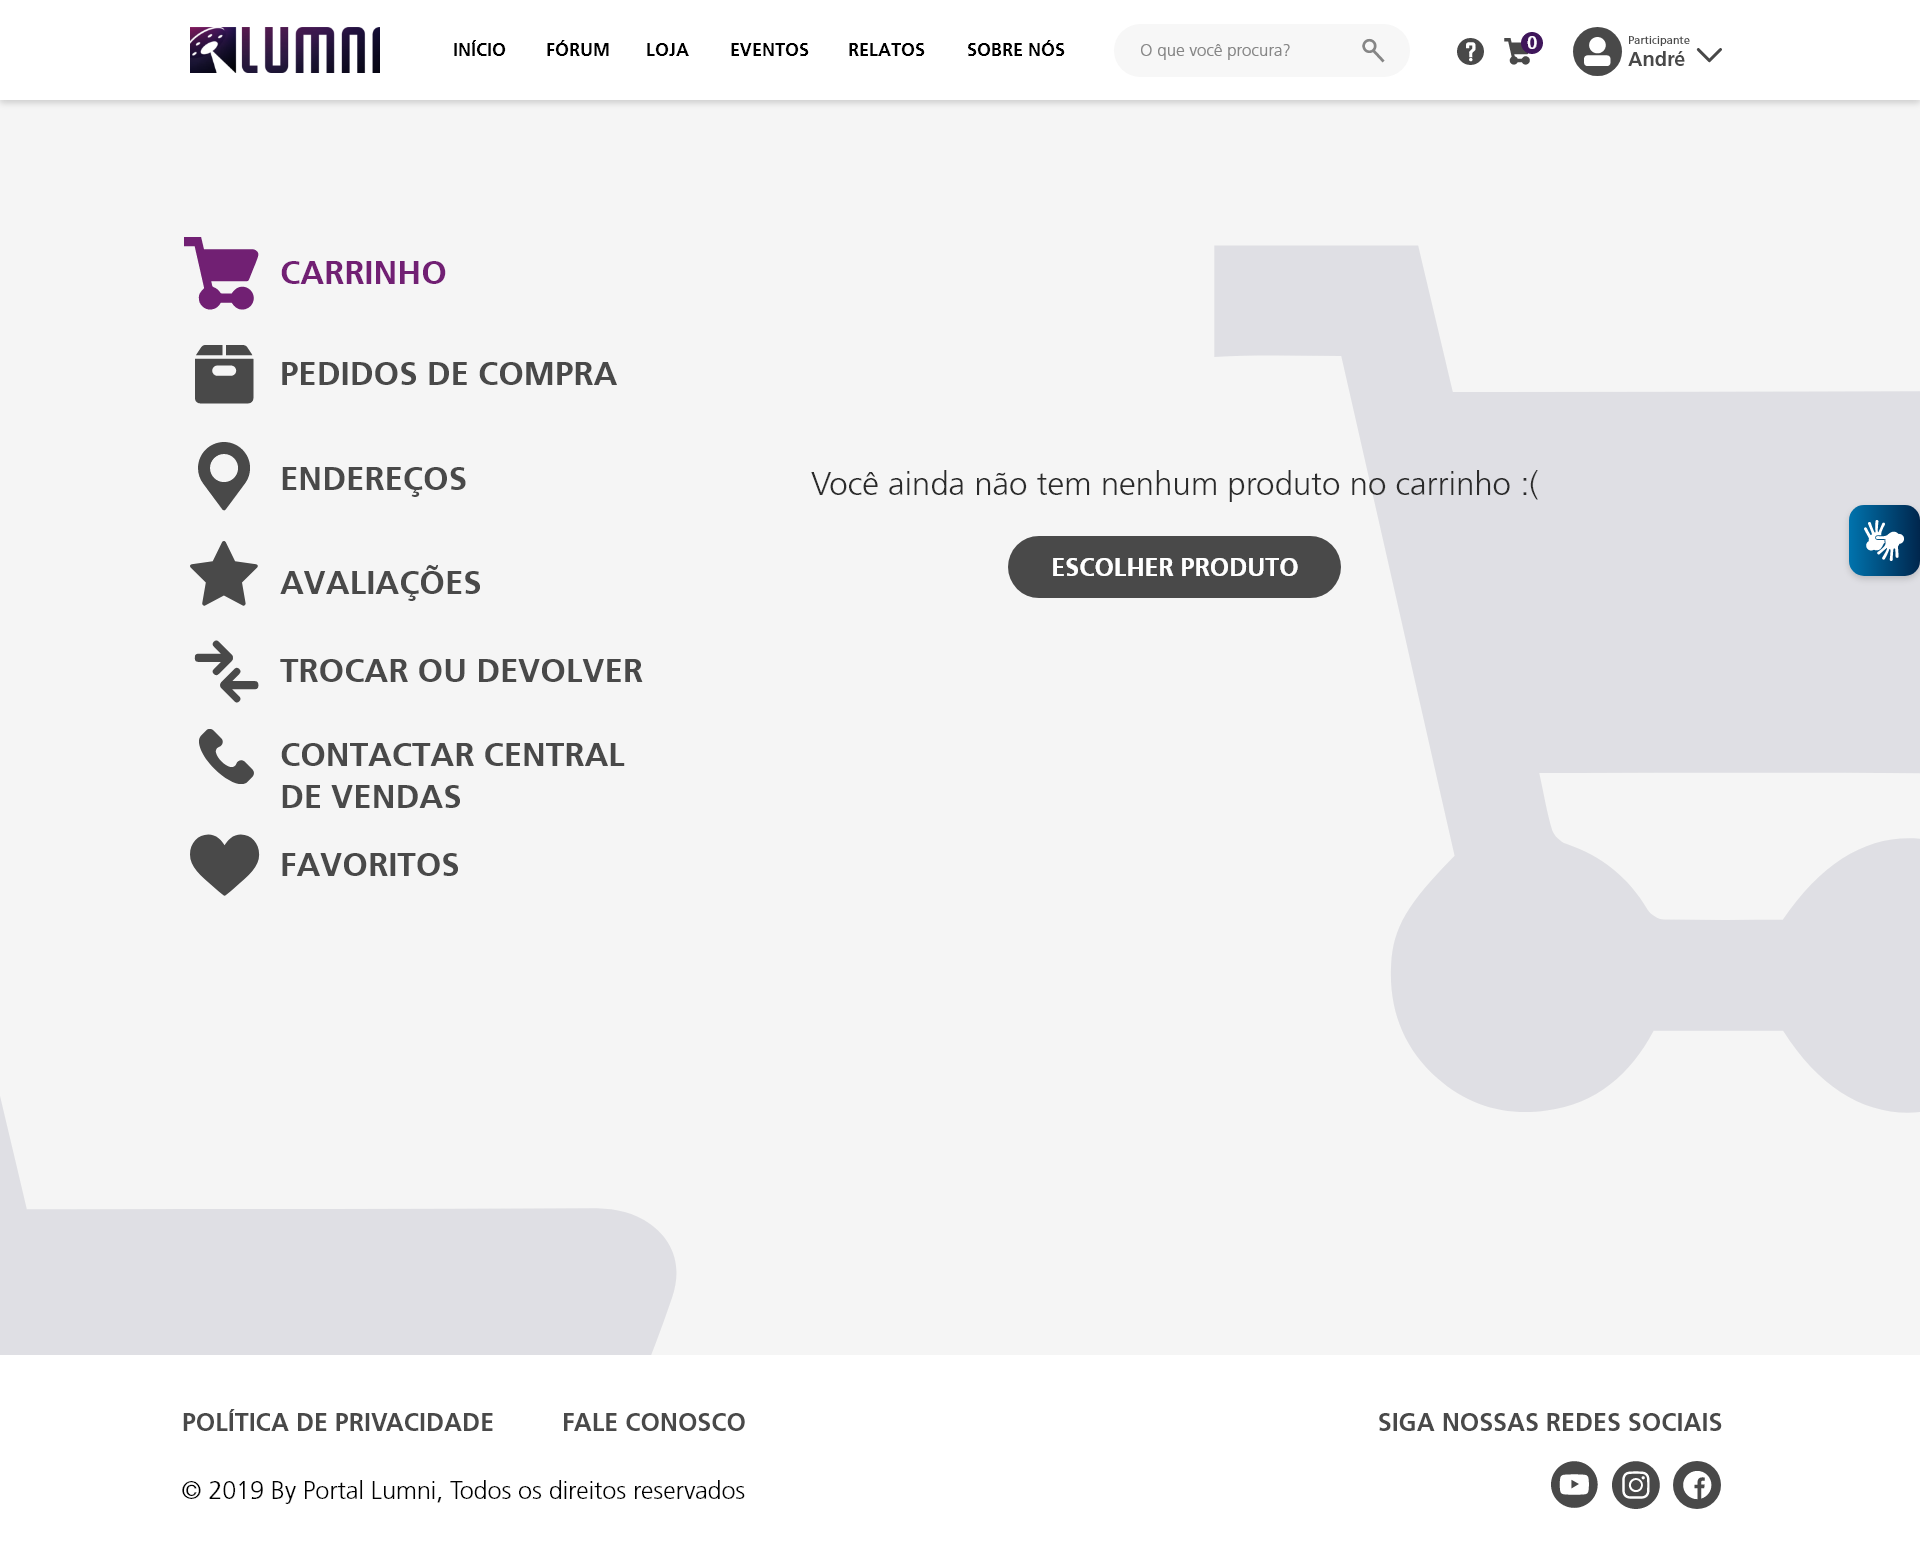 LUMNI
INÍCIO FÓRUM LOJA EVENTOS RELATOS SOBRE NÓS
O que você procura?
?
0
Participante
André
CARRINHO
PEDIDOS DE COMPRA
ENDEREÇOS
AVALIAÇÕES
TROCAR OU DEVOLVER
CONTACTAR CENTRAL
DE VENDAS
FAVORITOS
Você ainda não tem nenhum produto no carrinho :(
ESCOLHER PRODUTO
POLÍTICA DE PRIVACIDADE FALE CONOSCO
© 2019 By Portal Lumni, Todos os direitos reservados
SIGA NOSSAS REDES SOCIAIS